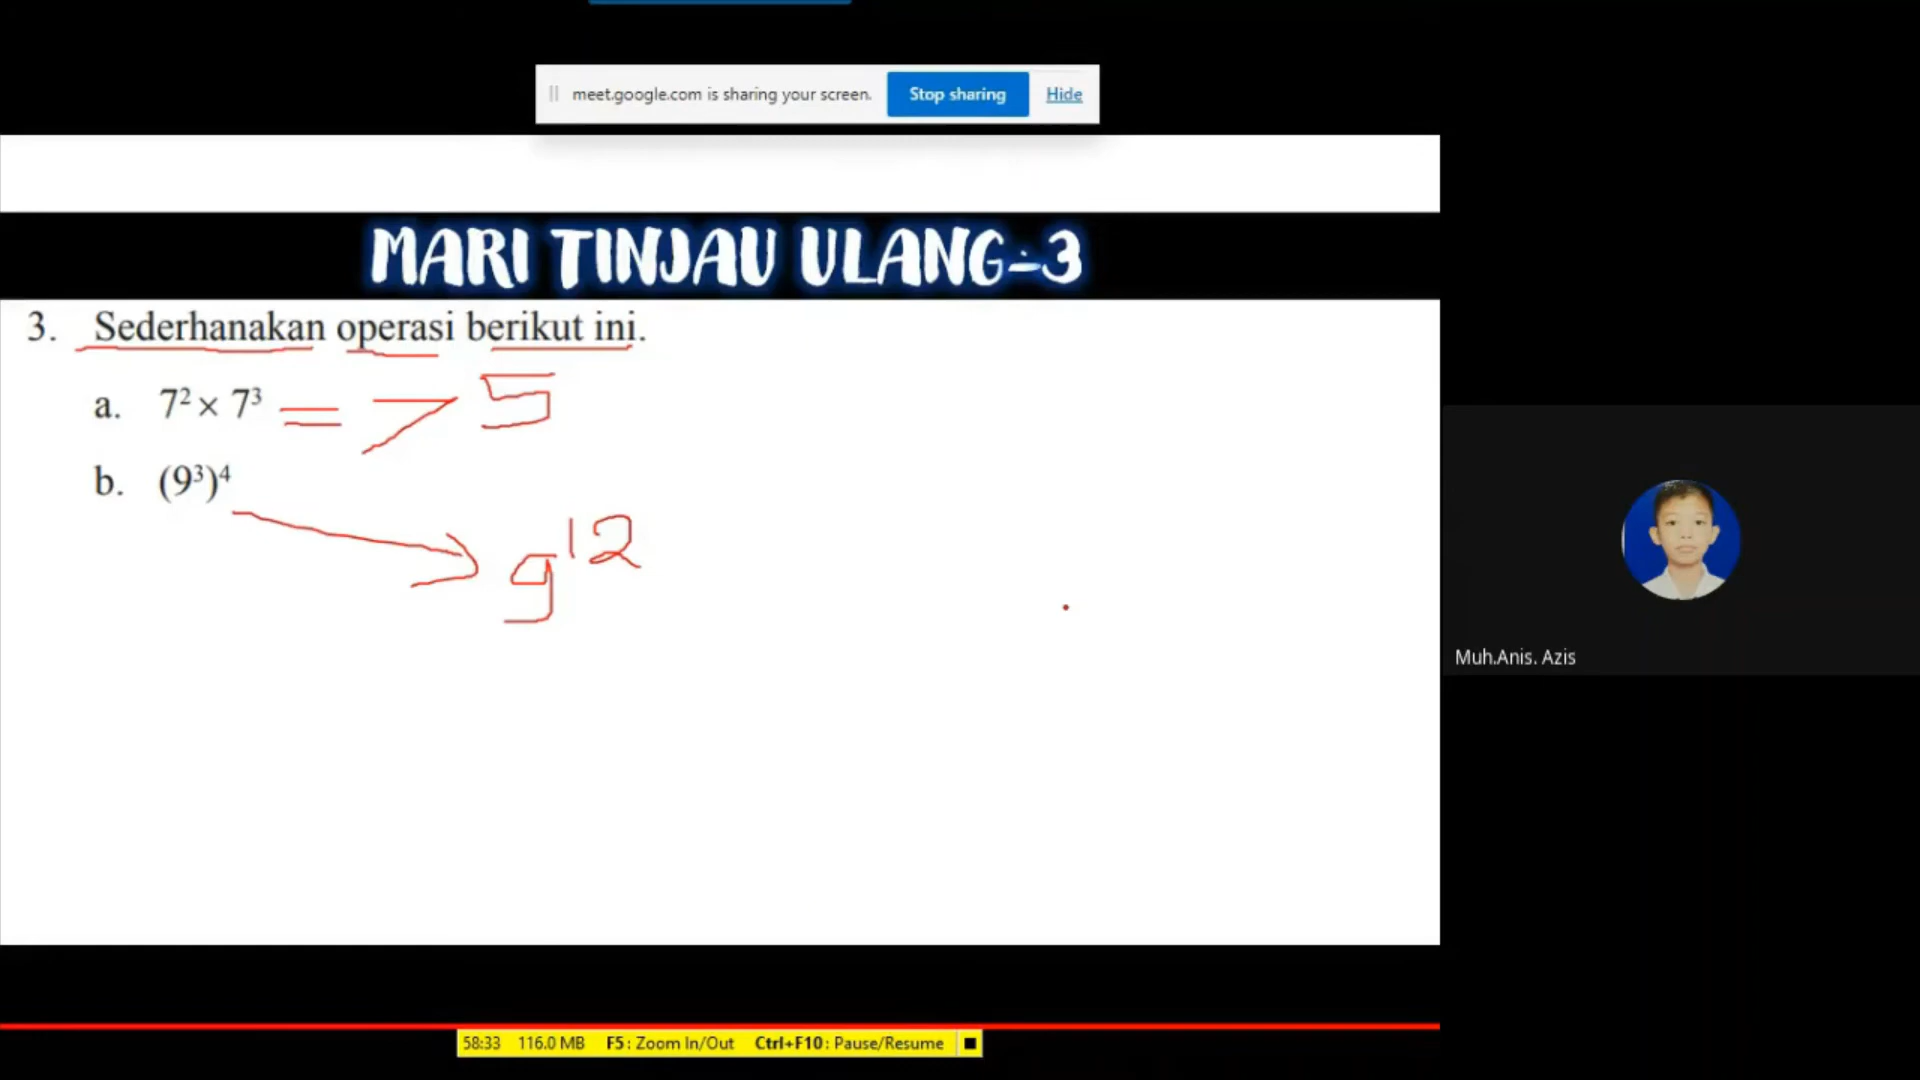 meet.google.com is sharing your screen. Stop sharing Hide
MARI TINJAU ULANG-3
3. Sederhanakan operasi berikut ini.
a. 7² × 7³ = 7⁵
b. (9³)⁴
9¹²
Muh.Anis. Azis
58:33 116.0 MB F5: Zoom In/Out Ctrl+F10: Pause/Resume